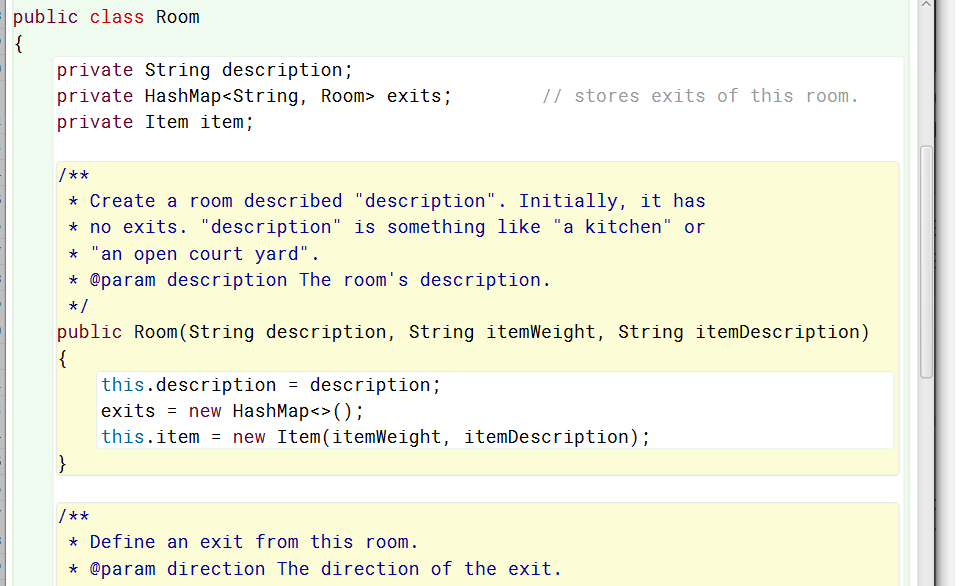 public class Room
{
private String description;
private HashMap<String, Room> exits;        // stores exits of this room.
private Item item;
/**
* Create a room described "description". Initially, it has
* no exits. "description" is something like "a kitchen" or
* "an open court yard".
* @param description The room's description.
*/
public Room(String description, String itemWeight, String itemDescription)
{
this.description = description;
exits = new HashMap<>();
this.item = new Item(itemWeight, itemDescription);
}
/**
* Define an exit from this room.
* @param direction The direction of the exit.